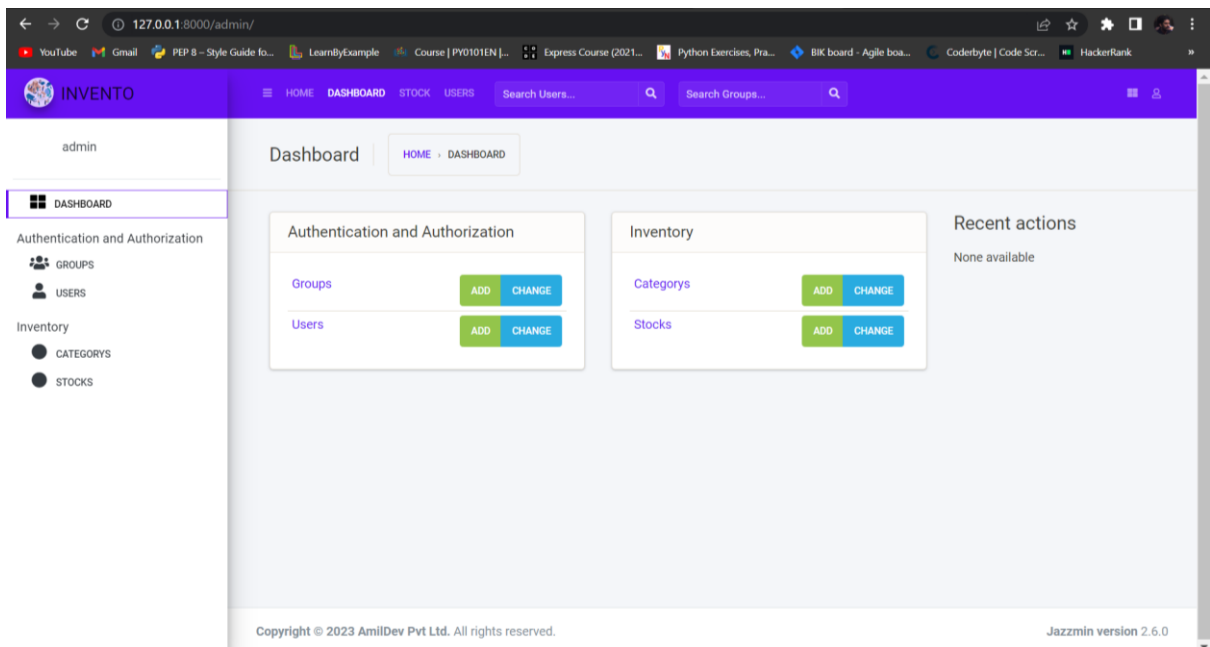 127.0.0.1:8000/admin/
YouTube Gmail PEP 8 – Style Guide fo... LearnByExample Course | PY0101EN |... Express Course (2021... Python Exercises, Pra... BIK board - Agile boa... Coderbyte | Code Scr... HackerRank »
INVENTO
HOME DASHBOARD STOCK USERS Search Users... Search Groups...
admin
Dashboard
HOME › DASHBOARD
DASHBOARD
Authentication and Authorization
GROUPS
USERS
Inventory
CATEGORYS
STOCKS
Authentication and Authorization
Groups ADD CHANGE
Users ADD CHANGE
Inventory
Categorys ADD CHANGE
Stocks ADD CHANGE
Recent actions
None available
Copyright © 2023 AmilDev Pvt Ltd. All rights reserved.
Jazzmin version 2.6.0